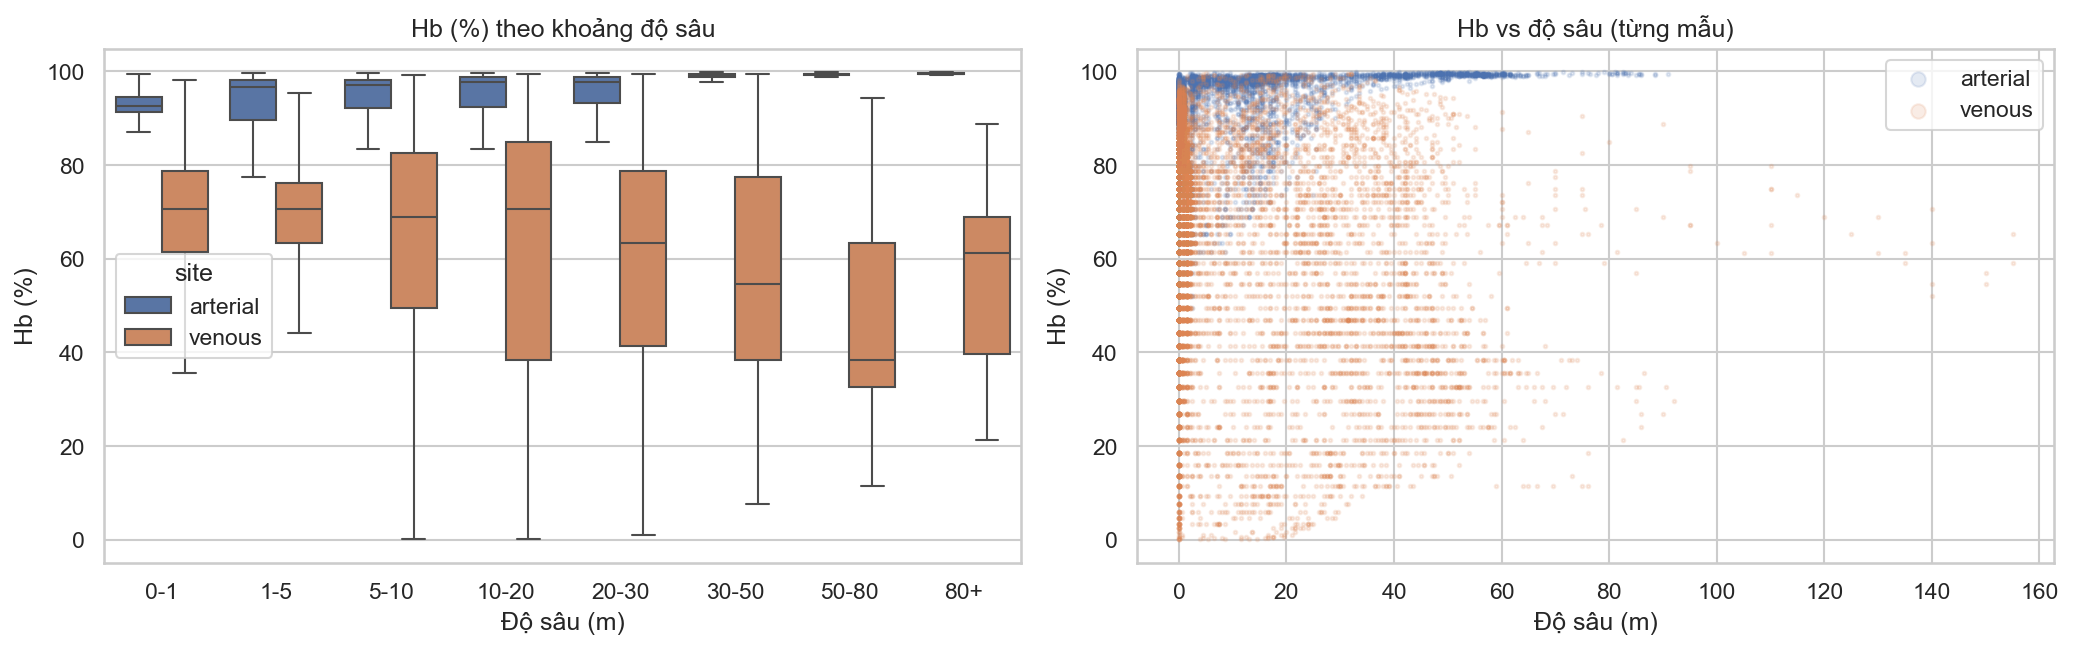 Hb (%) theo khoảng độ sâu
100
80
60
40
20
0
Hb (%)
site
arterial
venous
0-1
1-5
5-10
10-20
20-30
30-50
50-80
80+
Độ sâu (m)
Hb vs độ sâu (từng mẫu)
100
80
60
40
20
0
Hb (%)
arterial
venous
0
20
40
60
80
100
120
140
160
Độ sâu (m)